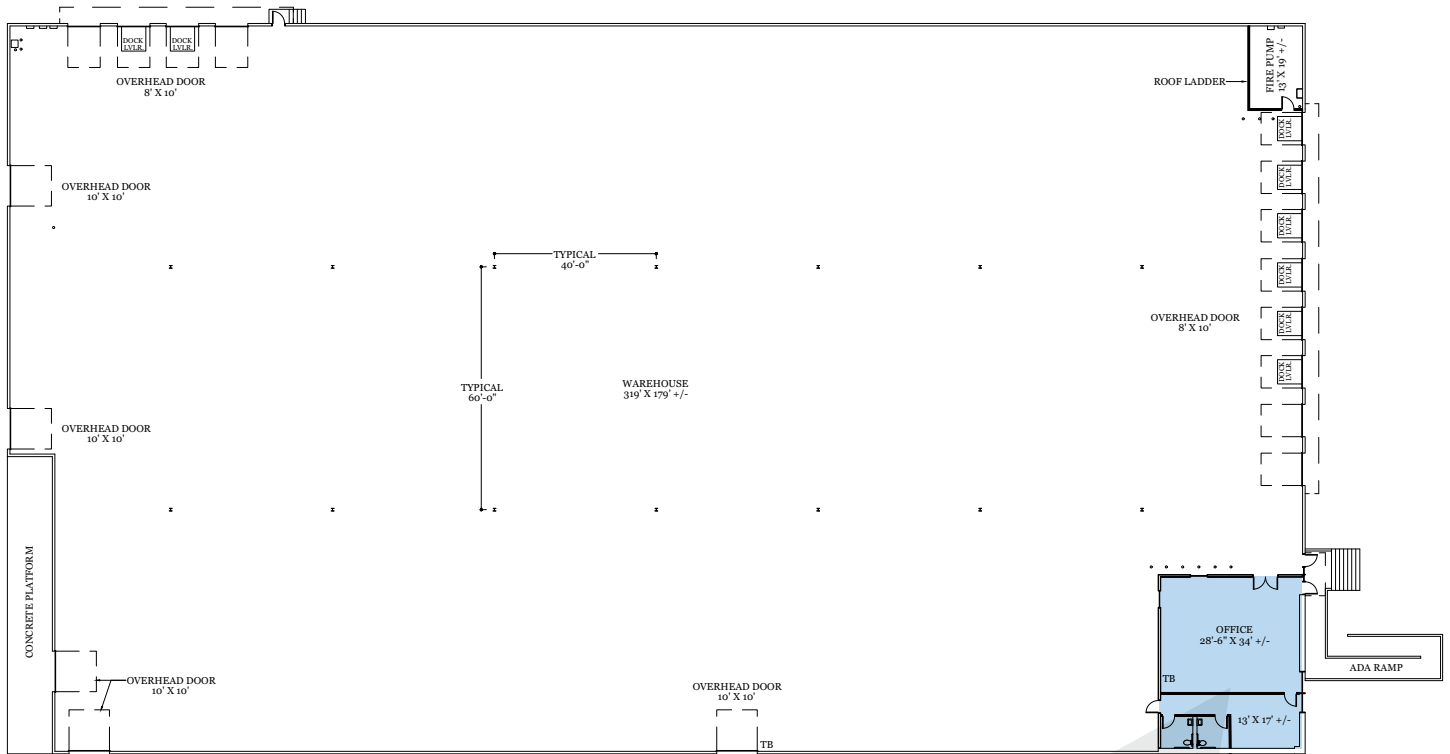 DOCK
LVLR.
DOCK
LVLR.
OVERHEAD DOOR
8' X 10'
ROOF LADDER
FIRE PUMP
13' X 19' +/-
DOCK
LVLR.
OVERHEAD DOOR
10' X 10'
DOCK
LVLR.
DOCK
LVLR.
TYPICAL
40'-0"
DOCK
LVLR.
OVERHEAD DOOR
8' X 10'
DOCK
LVLR.
DOCK
LVLR.
TYPICAL
60'-0"
WAREHOUSE
319' X 179' +/-
OVERHEAD DOOR
10' X 10'
CONCRETE PLATFORM
OFFICE
28'-6" X 34' +/-
ADA RAMP
TB
OVERHEAD DOOR
10' X 10'
OVERHEAD DOOR
10' X 10'
13' X 17' +/-
TB